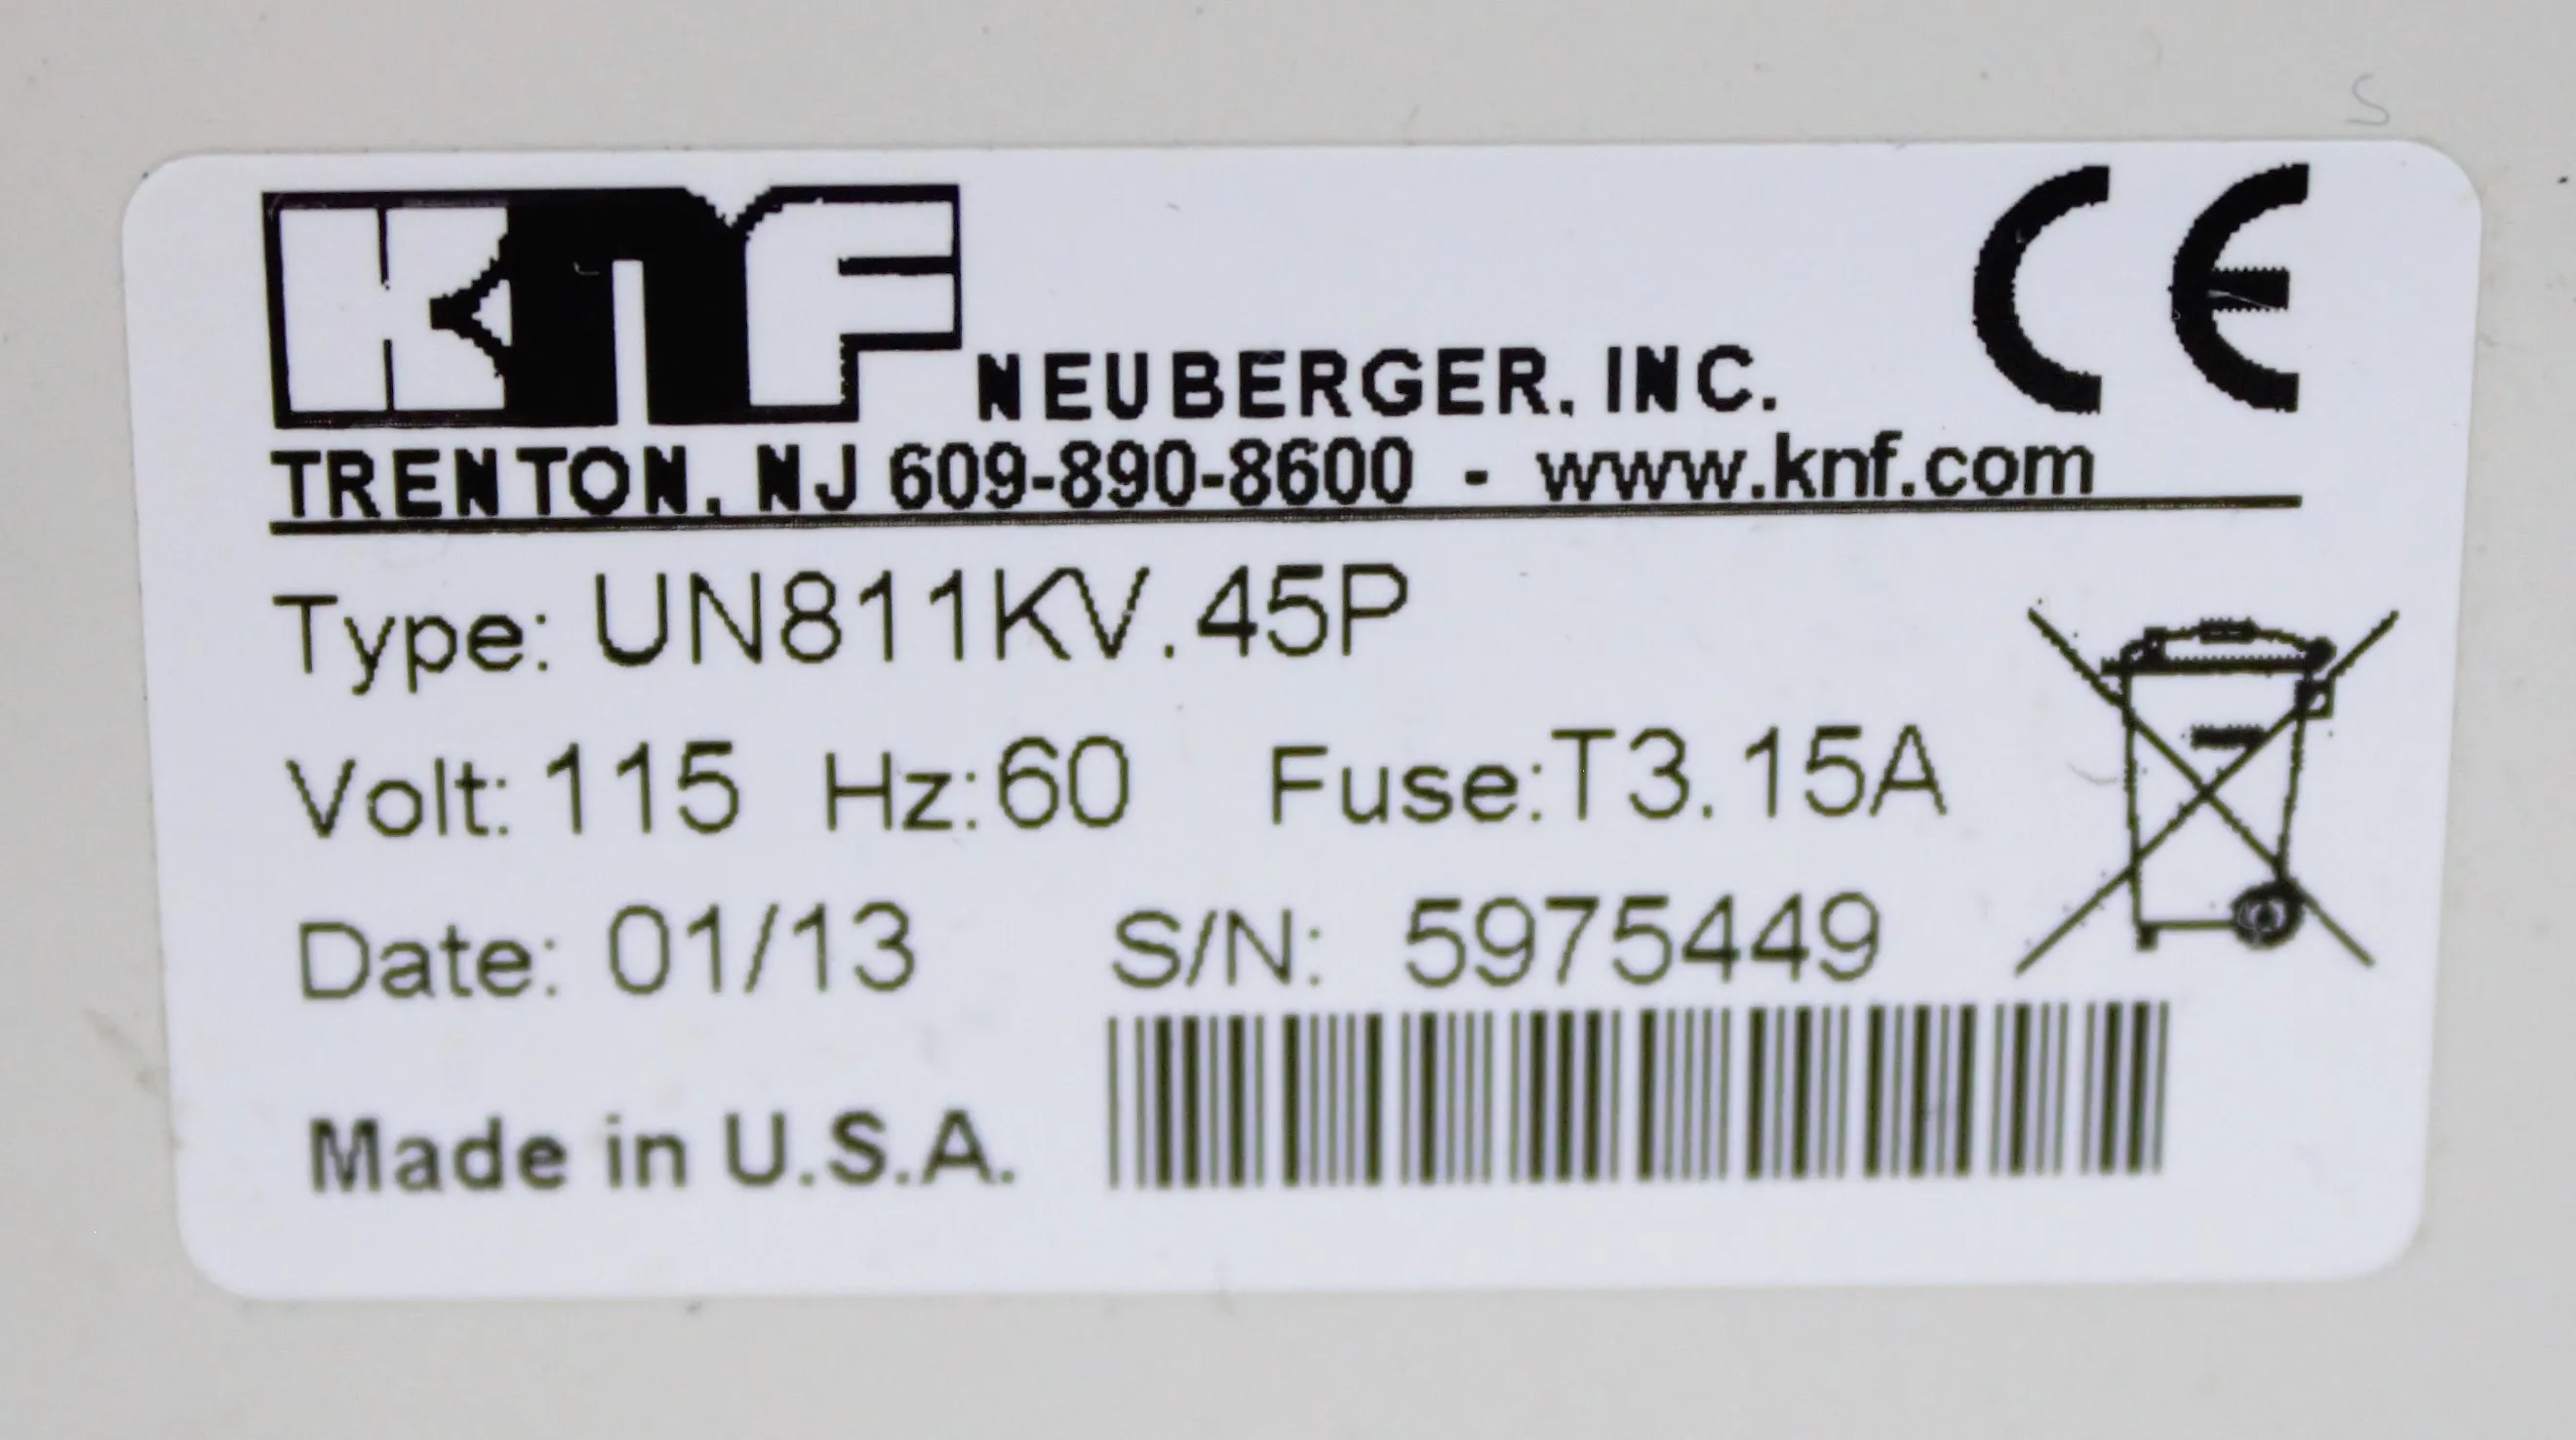 KNF NEUBERGER, INC. CE
TRENTON, NJ 609-890-8600 - www.knf.com
Type: UN811KV.45P
Volt: 115 Hz:60 Fuse:T3.15A
Date: 01/13 S/N: 5975449
Made in U.S.A.